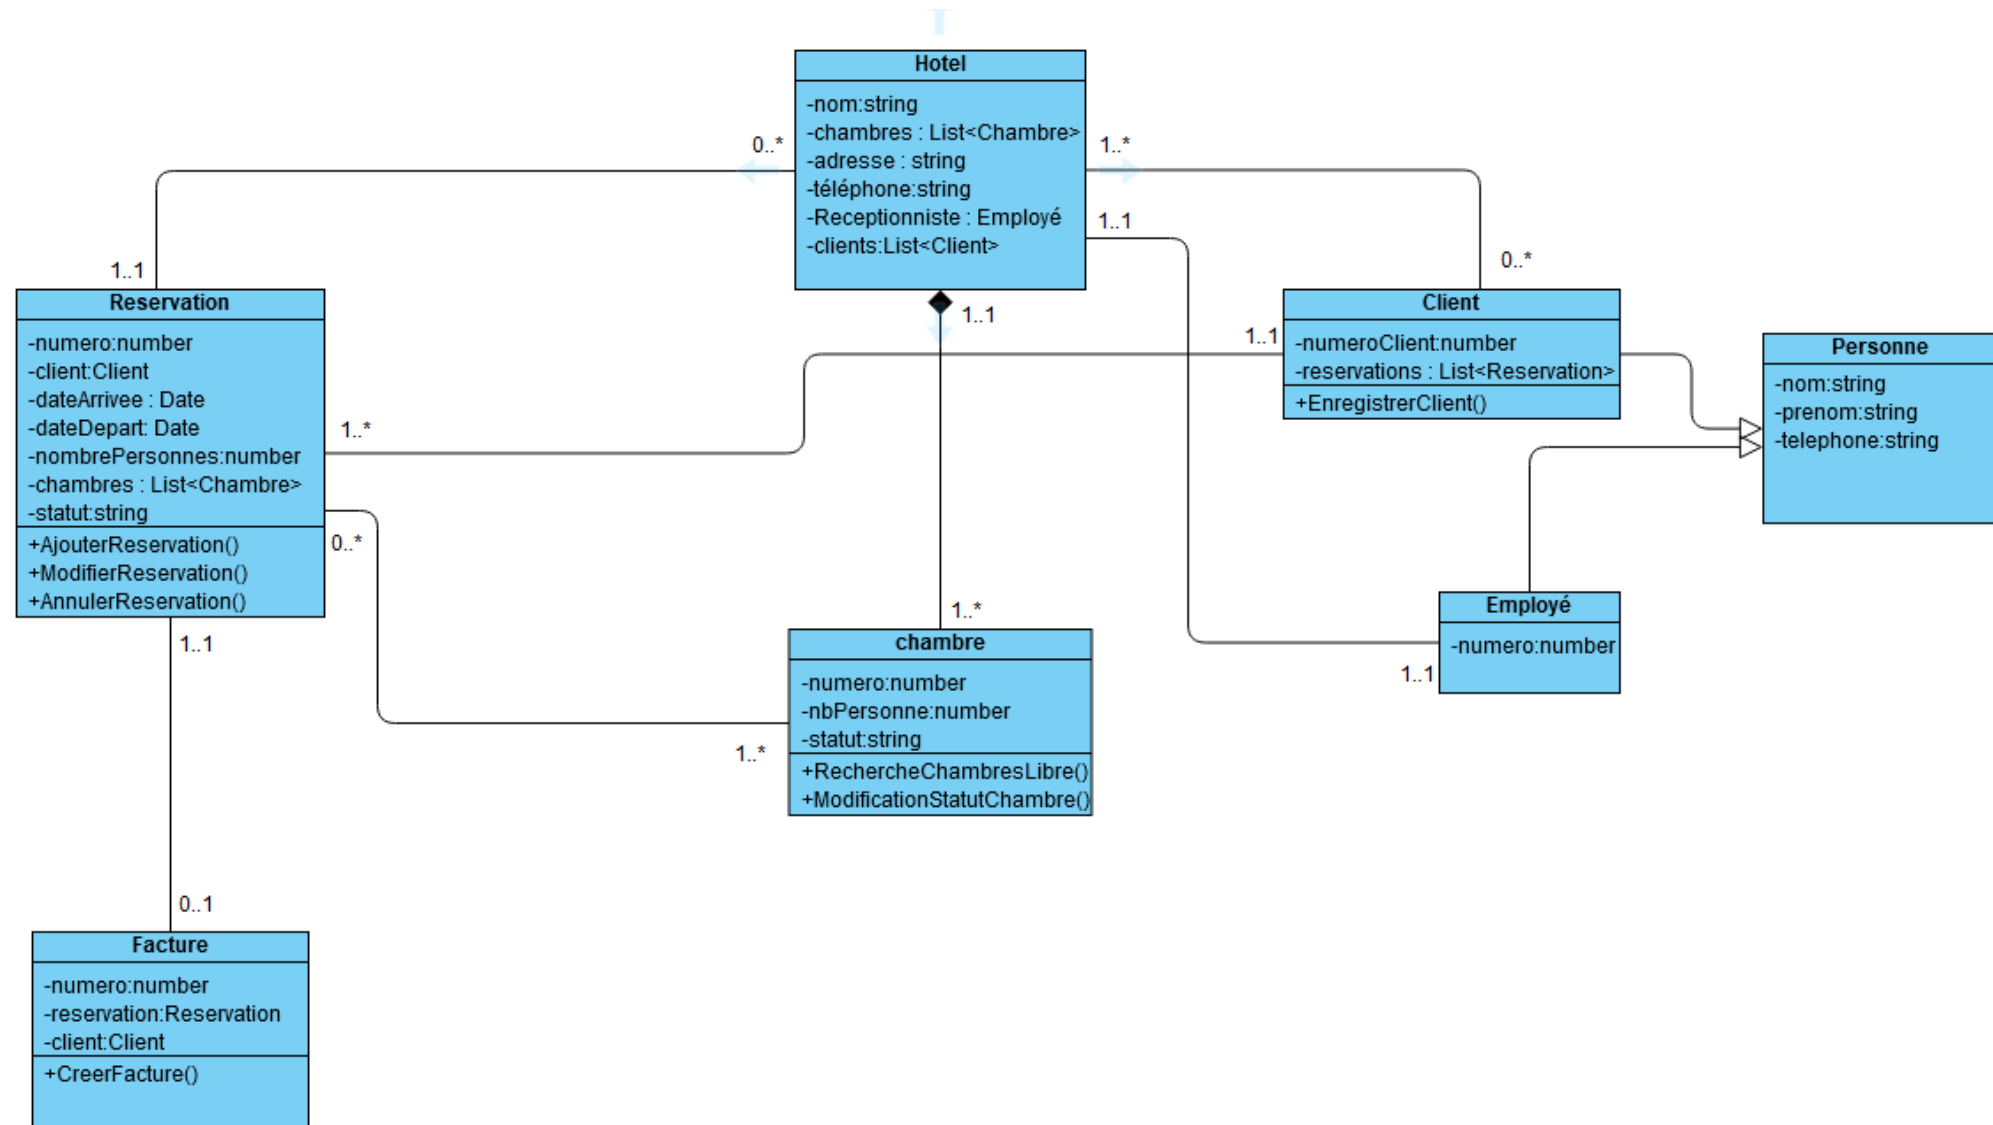 Hotel
-nom:string
-chambres : List<Chambre>
-adresse : string
-téléphone:string
-Receptionniste : Employé
-clients:List<Client>
0..*
1..*
1..1
1..1
1..1
0..*
Reservation
-numero:number
-client:Client
-dateArrivee : Date
-dateDepart: Date
-nombrePersonnes:number
-chambres : List<Chambre>
-statut:string
+AjouterReservation()
+ModifierReservation()
+AnnulerReservation()
1..*
0..*
1..1
1..1
Client
-numeroClient:number
-reservations : List<Reservation>
+EnregistrerClient()
Personne
-nom:string
-prenom:string
-telephone:string
Employé
-numero:number
1..1
1..*
chambre
-numero:number
-nbPersonne:number
-statut:string
+RechercheChambresLibre()
+ModificationStatutChambre()
1..*
0..1
Facture
-numero:number
-reservation:Reservation
-client:Client
+CreerFacture()